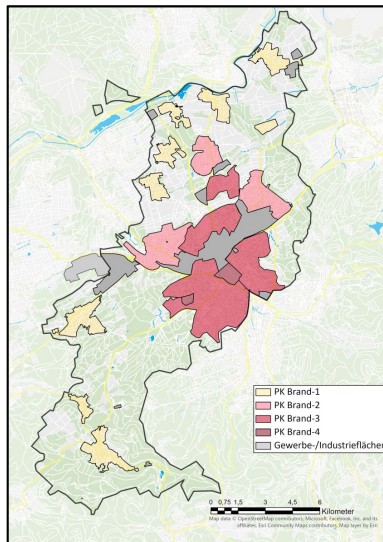 PK Brand-1
PK Brand-2
PK Brand-3
PK Brand-4
Gewerbe-/Industrieflächen
0 0,75 1,5 3 4,5 6
Kilometer
Map data © OpenStreetMap contributors, Microsoft, Facebook, Inc. and its
affiliates, Esri Community Maps contributors, Map layer by Esri